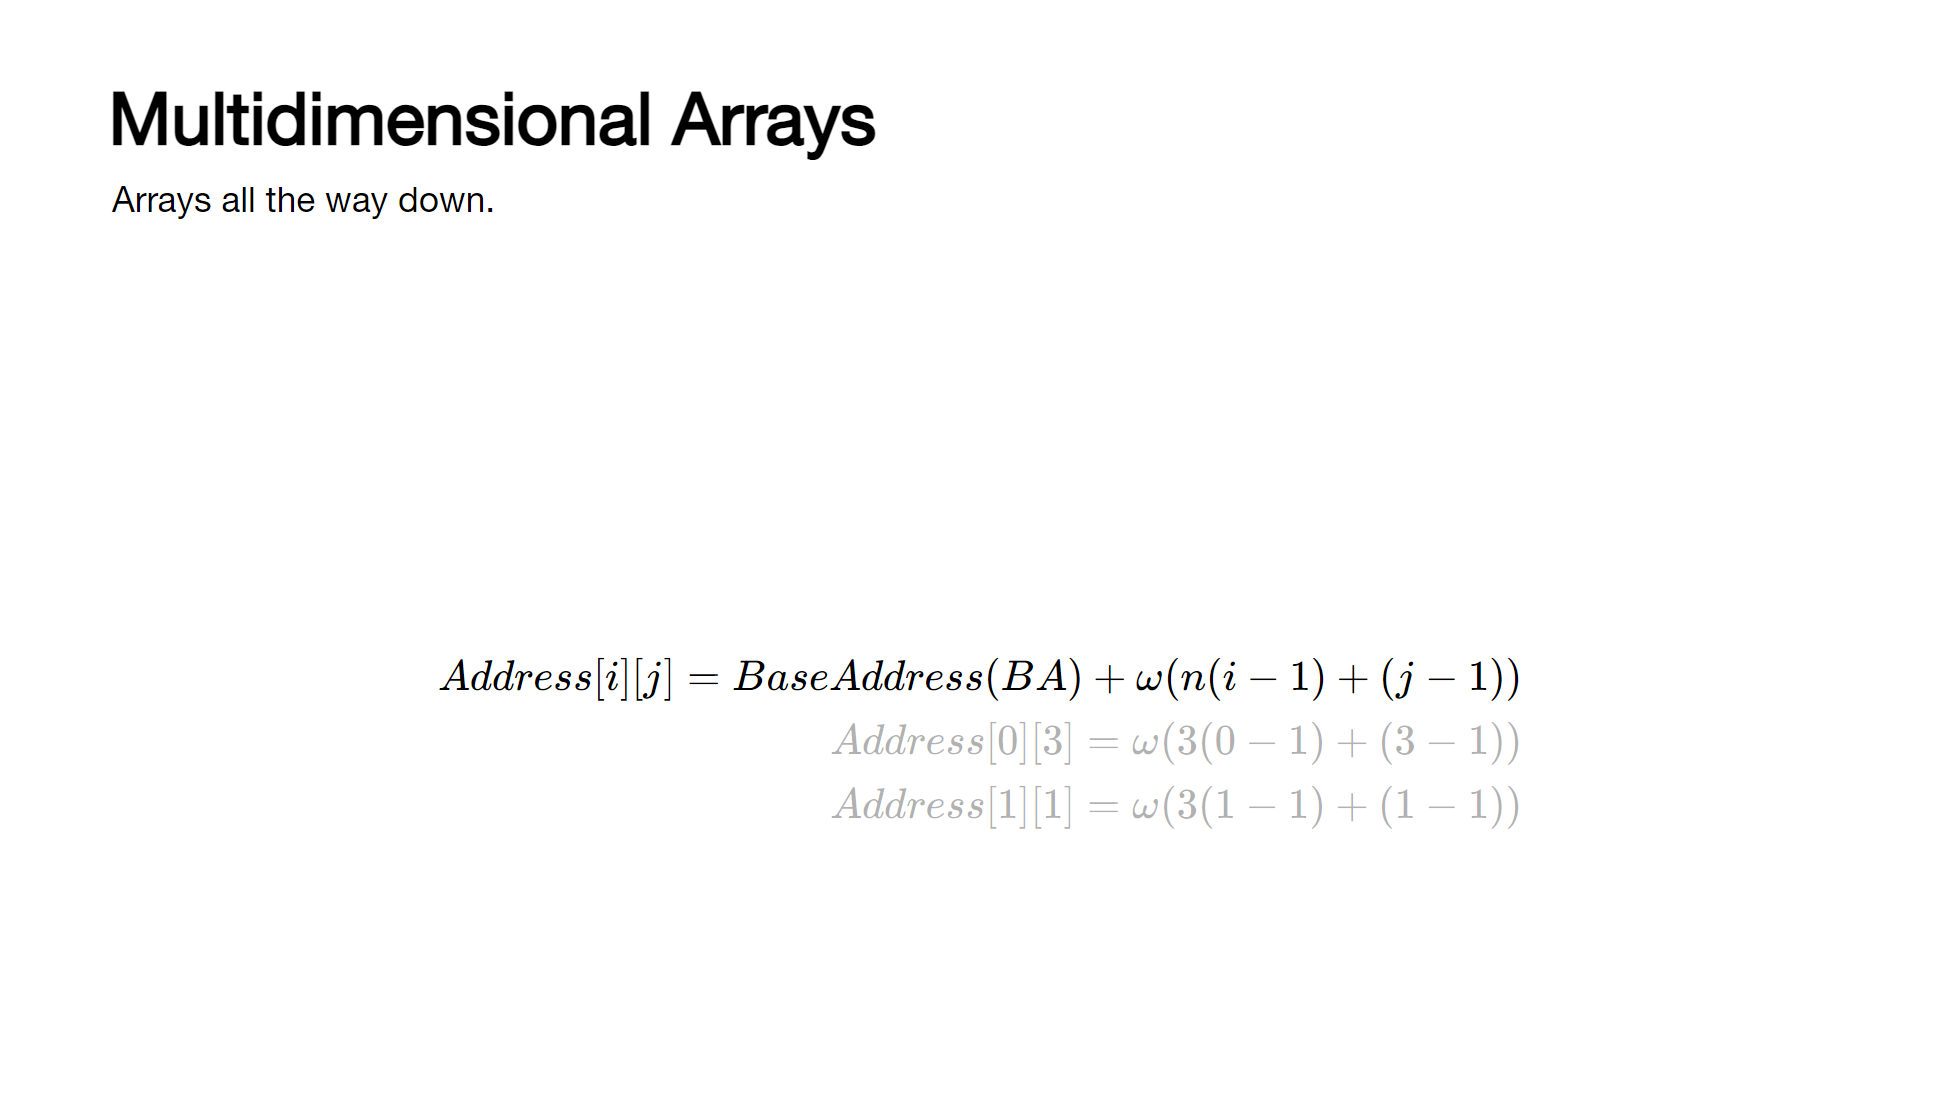 Multidimensional Arrays
Arrays all the way down.
Address[i][j] = BaseAddress(BA) + ω(n(i − 1) + (j − 1))
Address[0][3] = ω(3(0 − 1) + (3 − 1))
Address[1][1] = ω(3(1 − 1) + (1 − 1))